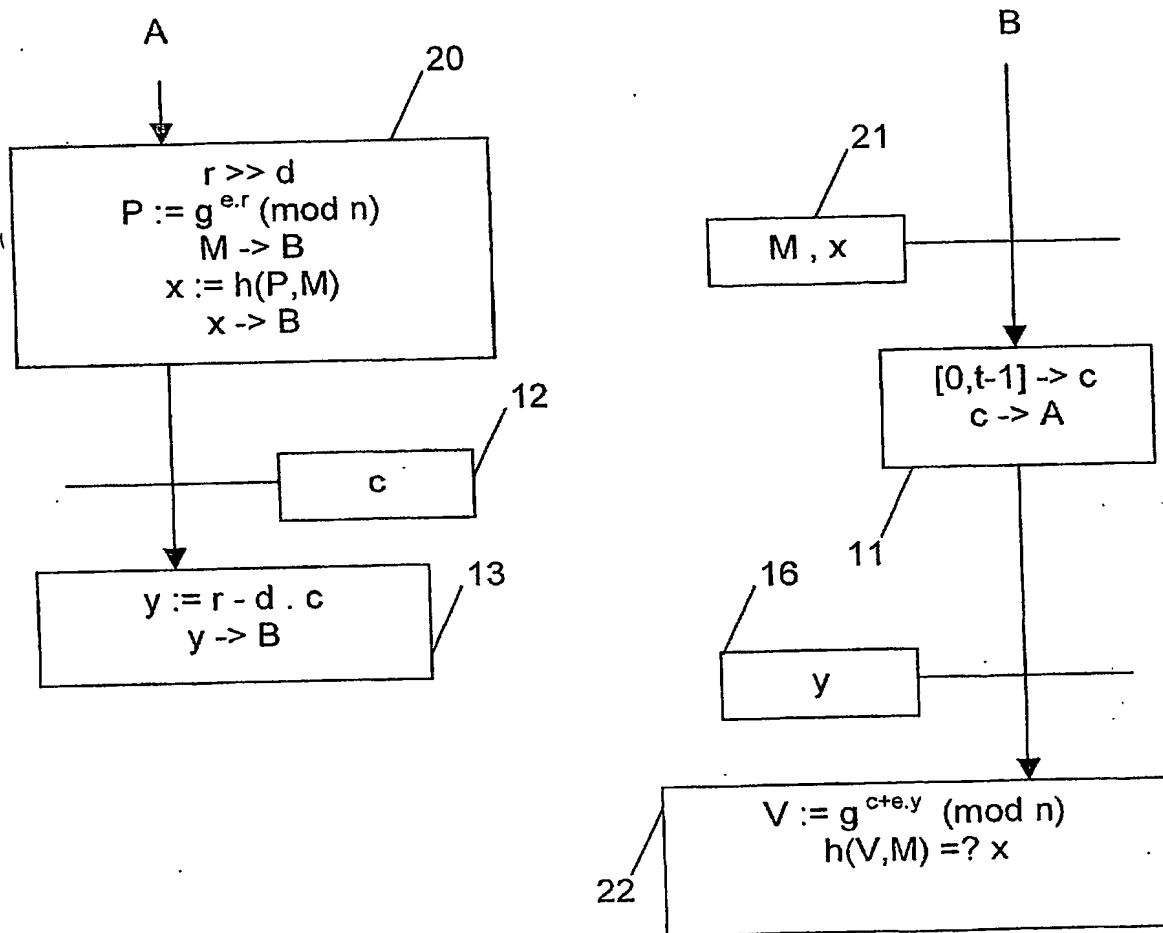 A
20
r >> d
P := g^e.r (mod n)
M -> B
x := h(P,M)
x -> B
12
c
13
y := r - d . c
y -> B
B
21
M , x
[0,t-1] -> c
c -> A
11
16
y
V := g^c+e.y (mod n)
h(V,M) =? x
22